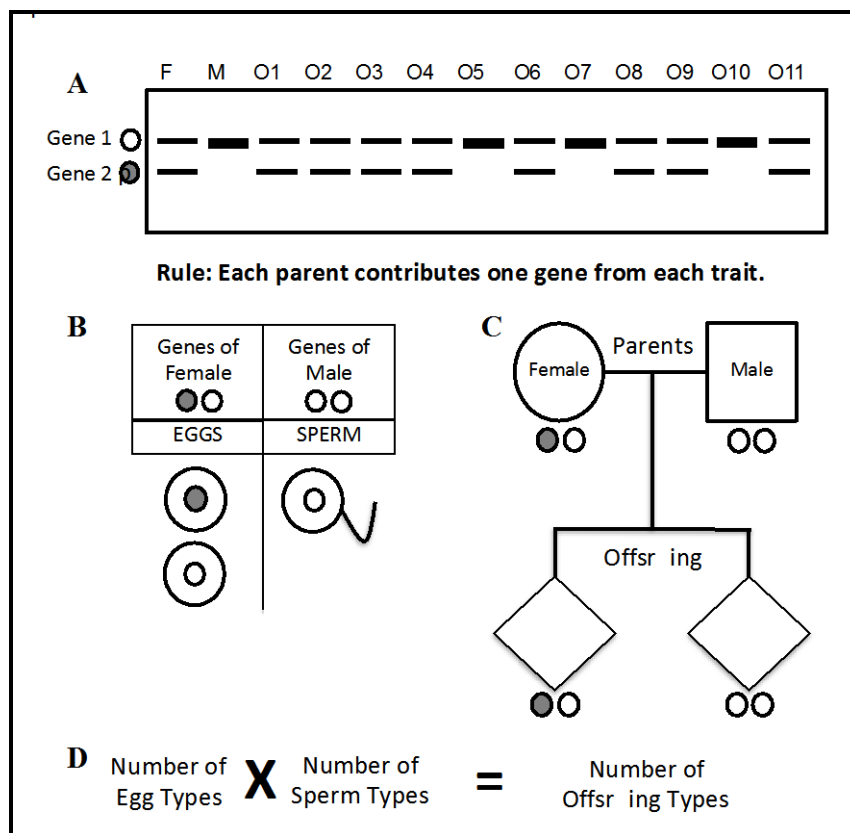 A
F M O1 O2 O3 O4 O5 O6 O7 O8 O9 O10 O11
Gene 1
Gene 2 p
Rule: Each parent contributes one gene from each trait.
B
Genes of Female
Genes of Male
EGGS
SPERM
C
Parents
Female
Male
Offsr ing
D
Number of Egg Types
X
Number of Sperm Types
=
Number of Offsr ing Types